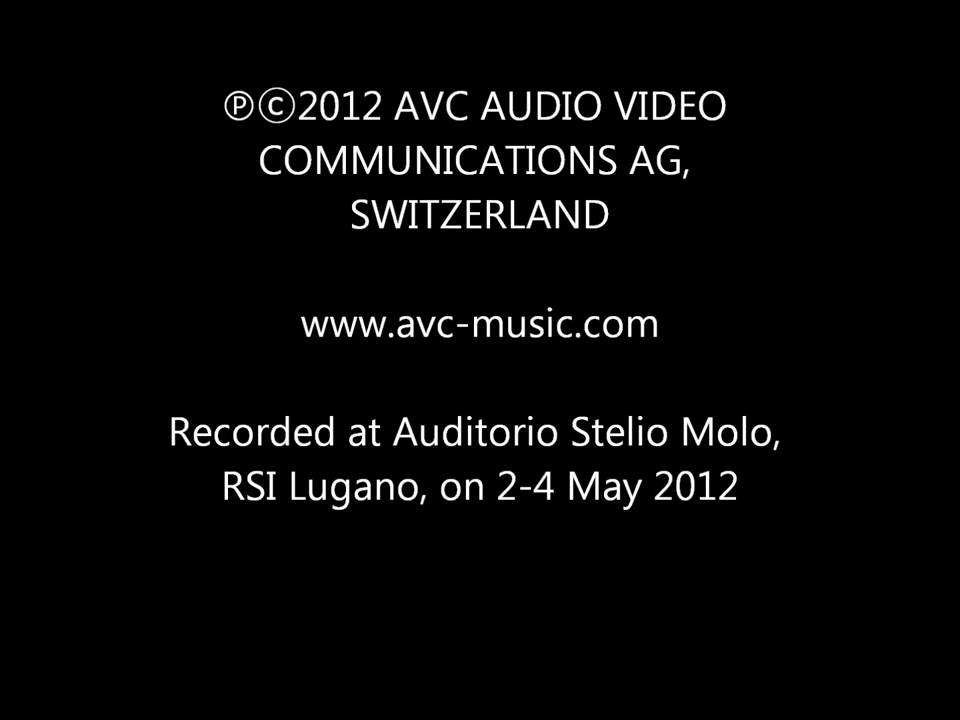 ℗ⓒ2012 AVC AUDIO VIDEO
COMMUNICATIONS AG,
SWITZERLAND
www.avc-music.com
Recorded at Auditorio Stelio Molo,
RSI Lugano, on 2-4 May 2012